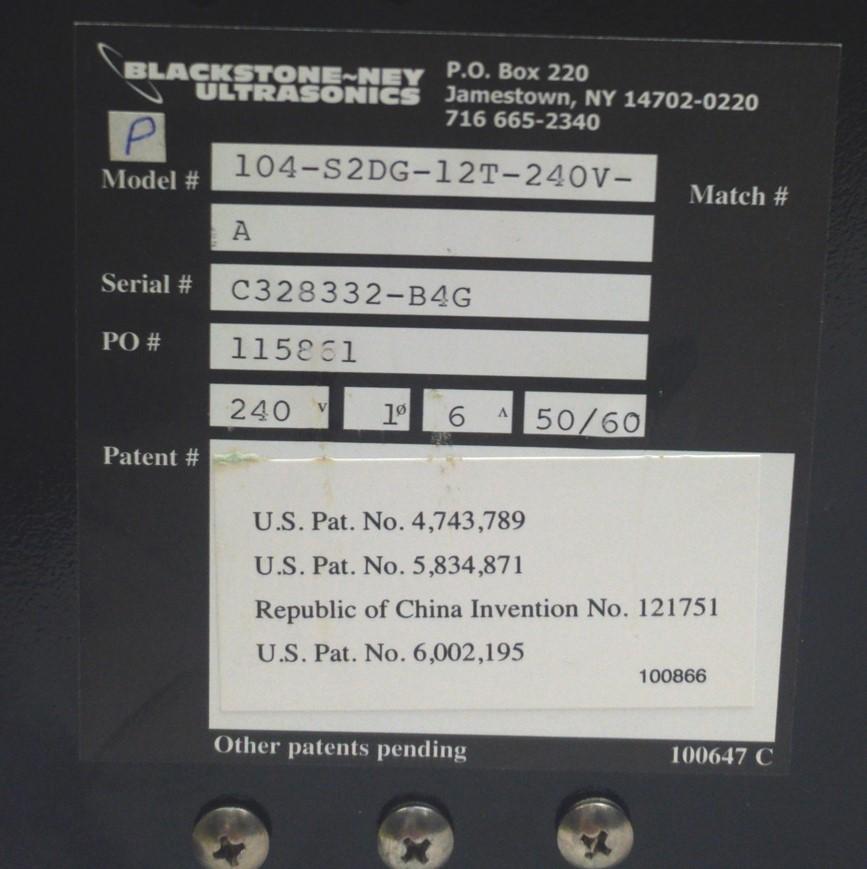 BLACKSTONE~NEY
ULTRASONICS
P.O. Box 220
Jamestown, NY 14702-0220
716 665-2340
P
Model # 104-S2DG-12T-240V-
A
Match #
Serial # C328332-B4G
PO # 115861
240 V 1ø 6 A 50/60
Patent #
U.S. Pat. No. 4,743,789
U.S. Pat. No. 5,834,871
Republic of China Invention No. 121751
U.S. Pat. No. 6,002,195
100866
Other patents pending 100647 C